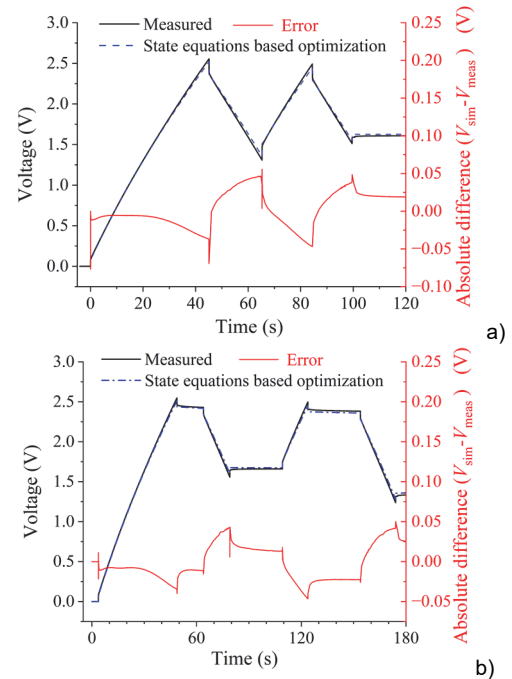 Measured Error
State equations based optimization
3.0
2.5
2.0
1.5
1.0
0.5
0.0
Voltage (V)
0.25
0.20
0.15
0.10
0.05
0.00
−0.05
−0.10
Absolute difference (Vsim-Vmeas) (V)
0 20 40 60 80 100 120
Time (s)
a)
Measured Error
State equations based optimization
3.0
2.5
2.0
1.5
1.0
0.5
0.0
Voltage (V)
0.25
0.20
0.15
0.10
0.05
0.00
−0.05
Absolute difference (Vsim-Vmeas) (V)
0 60 120 180
Time (s)
b)